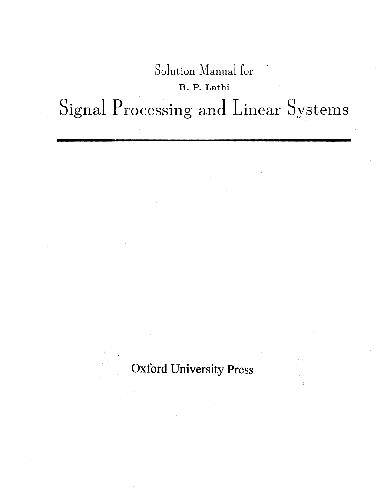 Solution Manual for
B. P. Lathi
Signal Processing and Linear Systems
Oxford University Press